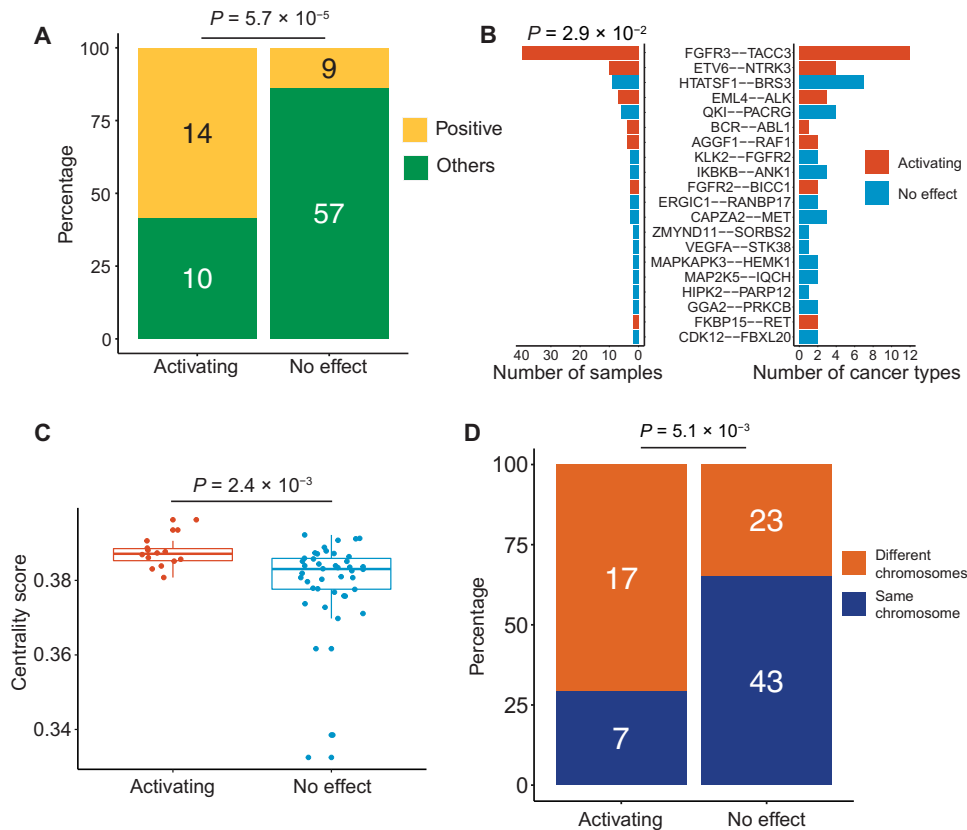 A
P = 5.7 × 10⁻⁵
Percentage
100
75
50
25
0
14
10
9
57
Activating
No effect
Positive
Others
B
P = 2.9 × 10⁻²
FGFR3−−TACC3
ETV6−−NTRK3
HTATSF1−−BRS3
EML4−−ALK
QKI−−PACRG
BCR−−ABL1
AGGF1−−RAF1
KLK2−−FGFR2
IKBKB−−ANK1
FGFR2−−BICC1
ERGIC1−−RANBP17
CAPZA2−−MET
ZMYND11−−SORBS2
VEGFA−−STK38
MAPKAPK3−−HEMK1
MAP2K5−−IQCH
HIPK2−−PARP12
GGA2−−PRKCB
FKBP15−−RET
CDK12−−FBXL20
40 30 20 10 0
Number of samples
0 2 4 6 8 10 12
Number of cancer types
Activating
No effect
C
P = 2.4 × 10⁻³
Centrality score
0.38
0.36
0.34
Activating
No effect
D
P = 5.1 × 10⁻³
Percentage
100
75
50
25
0
17
7
23
43
Activating
No effect
Different
chromosomes
Same
chromosome